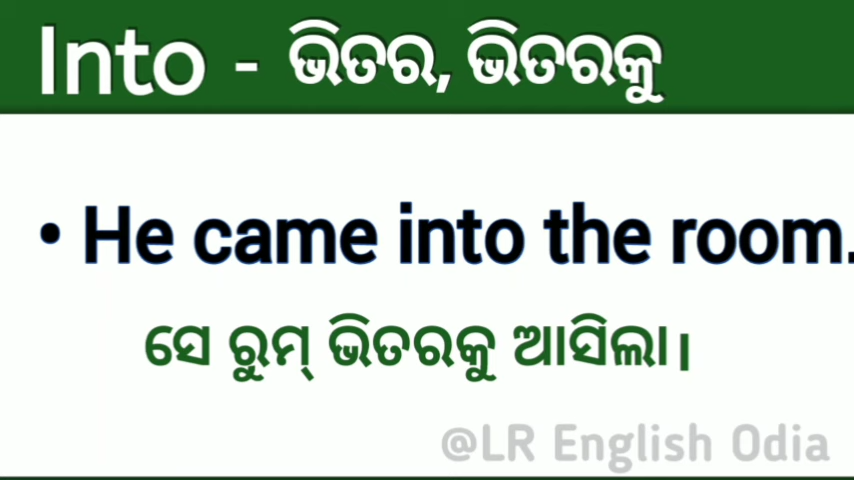 Into - ଭିତର, ଭିତରକୁ
• He came into the room.
ସେ ରୁମ୍ ଭିତରକୁ ଆସିଲା।
@LR English Odia